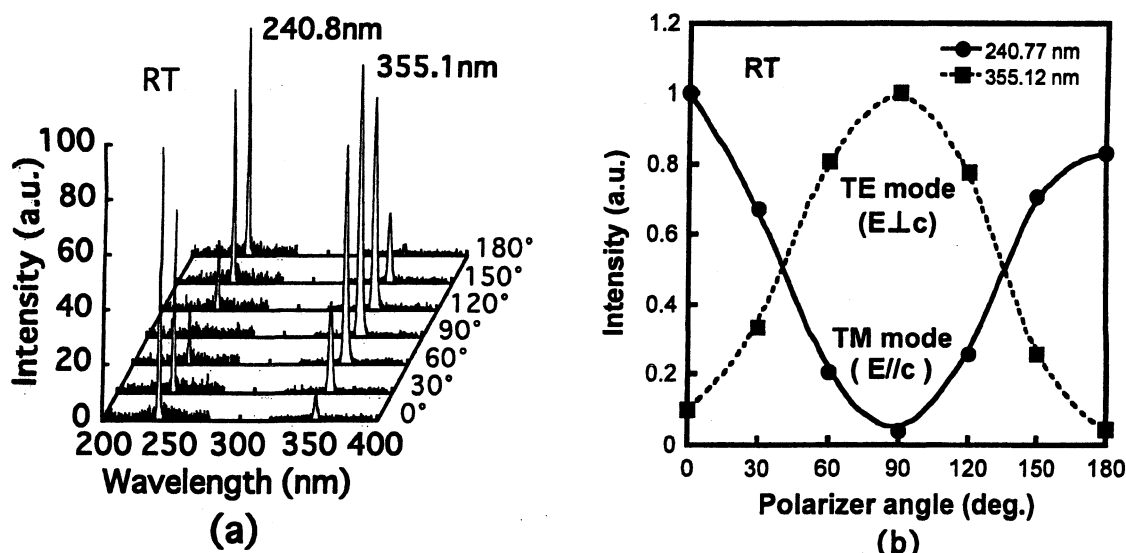 240.8nm
RT
355.1nm
100
80
60
40
20
0
Intensity (a.u.)
180°
150°
120°
90°
60°
30°
0°
200 250 300 350 400
Wavelength (nm)
(a)
1.2
1
0.8
0.6
0.4
0.2
0
Intensity (a.u.)
RT
240.77 nm
355.12 nm
TE mode
(E⊥c)
TM mode
( E//c )
0 30 60 90 120 150 180
Polarizer angle (deg.)
(b)